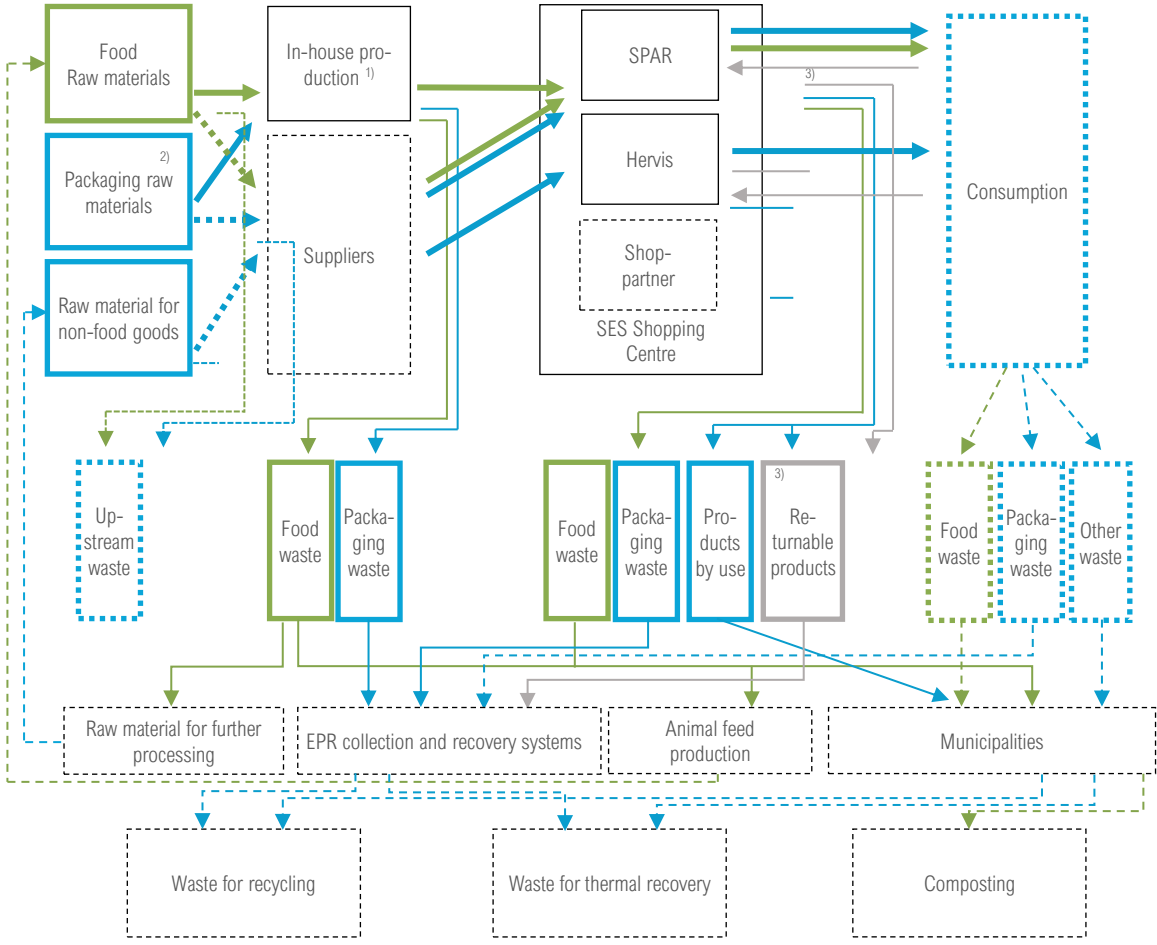 Food
Raw materials
In-house pro-
duction 1)
SPAR
3)
2)
Packaging raw
materials
Hervis
Consumption
Suppliers
Shop-
partner
Raw material for
non-food goods
SES Shopping
Centre
Up-
stream
waste
Food
waste
Packa-
ging
waste
Food
waste
Packa-
ging
waste
Pro-
ducts
by use
3)
Re-
turnable
products
Food
waste
Packa-
ging
waste
Other
waste
Raw material for further
processing
EPR collection and recovery systems
Animal feed
production
Municipalities
Waste for recycling
Waste for thermal recovery
Composting